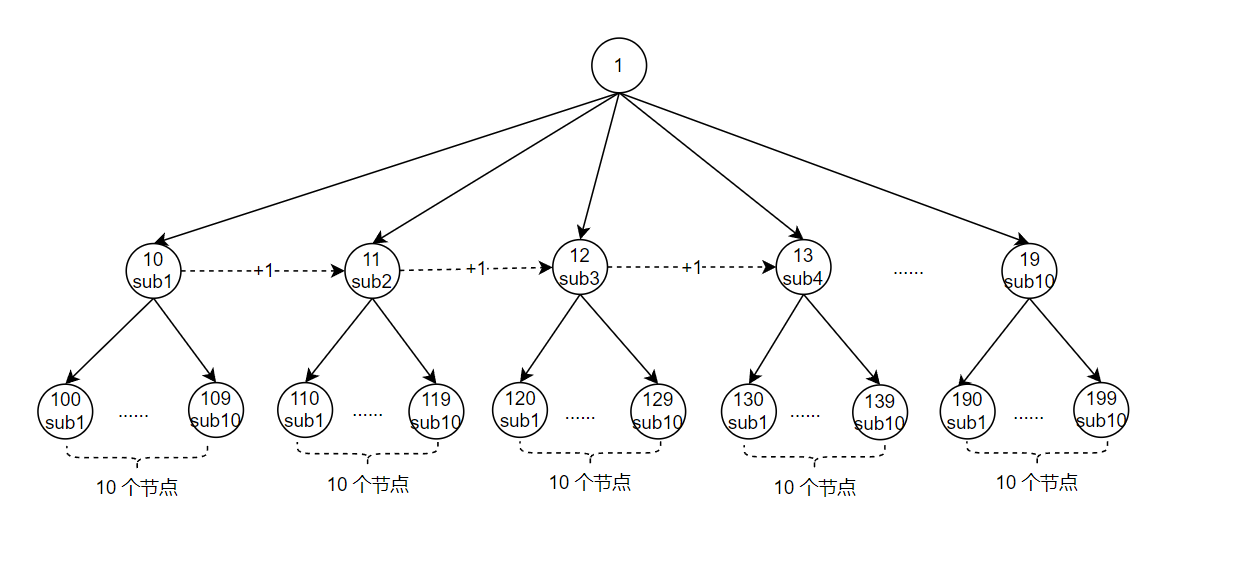 1
10
sub1
+1
11
sub2
+1
12
sub3
+1
13
sub4
......
19
sub10
100
sub1
......
109
sub10
110
sub1
......
119
sub10
120
sub1
......
129
sub10
130
sub1
......
139
sub10
190
sub1
......
199
sub10
10 个节点
10 个节点
10 个节点
10 个节点
10 个节点